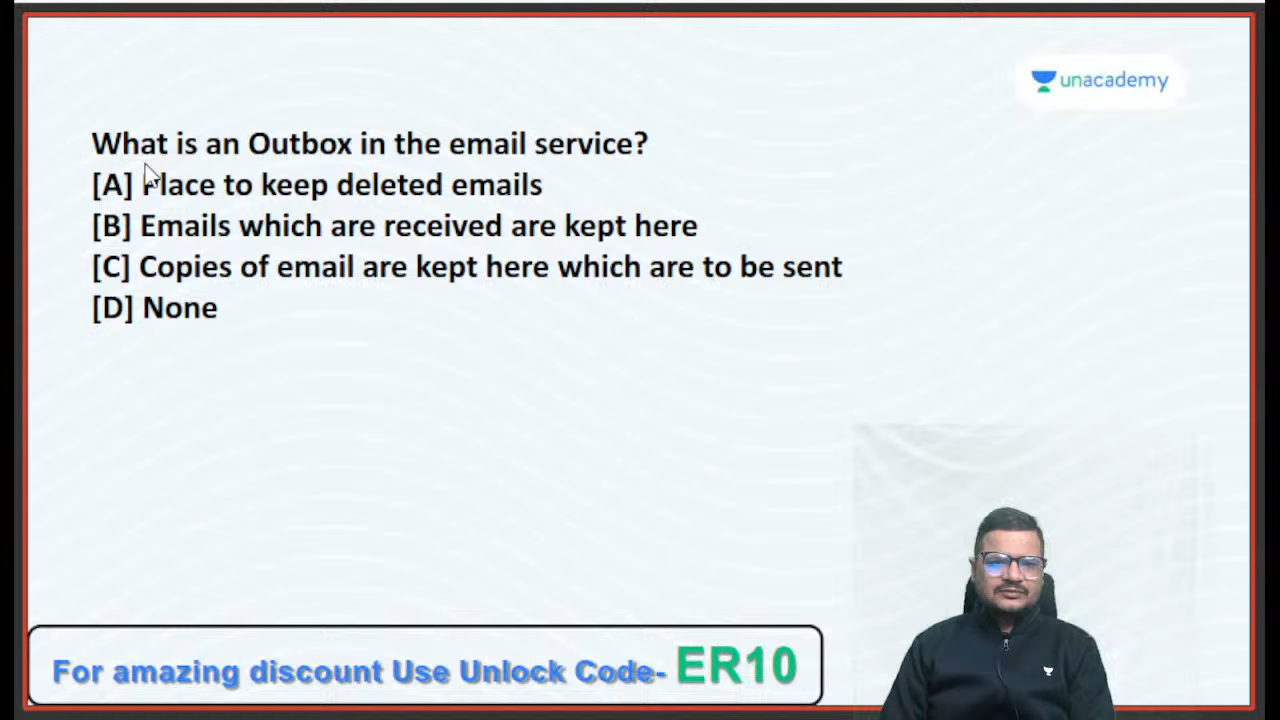 unacademy
What is an Outbox in the email service?
[A] Place to keep deleted emails
[B] Emails which are received are kept here
[C] Copies of email are kept here which are to be sent
[D] None
For amazing discount Use Unlock Code- ER10